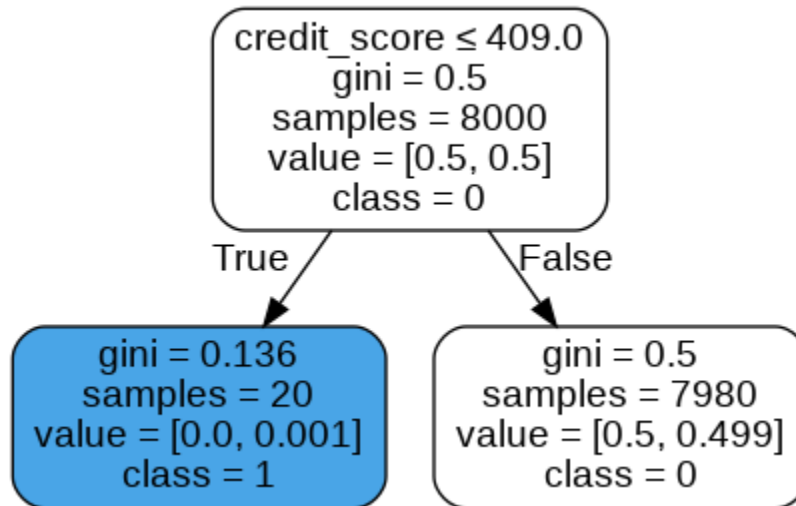 credit_score ≤ 409.0
gini = 0.5
samples = 8000
value = [0.5, 0.5]
class = 0
True
False
gini = 0.136
samples = 20
value = [0.0, 0.001]
class = 1
gini = 0.5
samples = 7980
value = [0.5, 0.499]
class = 0